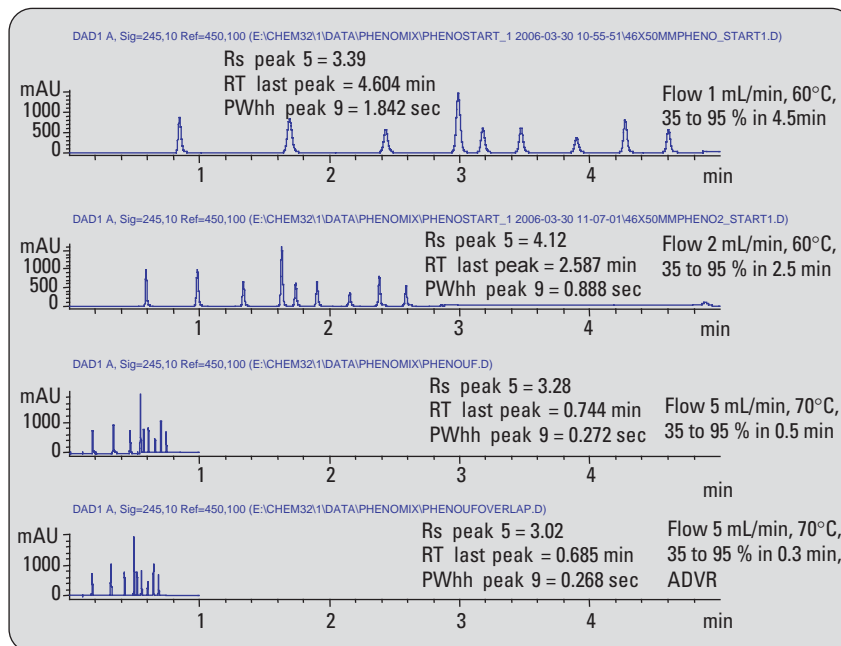 DAD1 A, Sig=245,10 Ref=450,100 (E:\CHEM32\1\DATA\PHENOMIX\PHENOSTART_1 2006-03-30 10-55-51\46X50MMPHENO_START1.D)
Rs peak 5 = 3.39
RT last peak = 4.604 min
PWhh peak 9 = 1.842 sec
Flow 1 mL/min, 60°C,
35 to 95 % in 4.5min
mAU
1000
500
0
1 2 3 4 min
DAD1 A, Sig=245,10 Ref=450,100 (E:\CHEM32\1\DATA\PHENOMIX\PHENOSTART_1 2006-03-30 11-07-01\46X50MMPHENO2_START1.D)
Rs peak 5 = 4.12
RT last peak = 2.587 min
PWhh peak 9 = 0.888 sec
Flow 2 mL/min, 60°C,
35 to 95 % in 2.5 min
mAU
1000
500
0
1 2 3 4 min
DAD1 A, Sig=245,10 Ref=450,100 (E:\CHEM32\1\DATA\PHENOMIX\PHENOUF.D)
Rs peak 5 = 3.28
RT last peak = 0.744 min
PWhh peak 9 = 0.272 sec
Flow 5 mL/min, 70°C,
35 to 95 % in 0.5 min
mAU
1000
0
1 2 3 4 min
DAD1 A, Sig=245,10 Ref=450,100 (E:\CHEM32\1\DATA\PHENOMIX\PHENOUFOVERLAP.D)
Rs peak 5 = 3.02
RT last peak = 0.685 min
PWhh peak 9 = 0.268 sec
Flow 5 mL/min, 70°C,
35 to 95 % in 0.3 min,
ADVR
mAU
1000
0
1 2 3 4 min